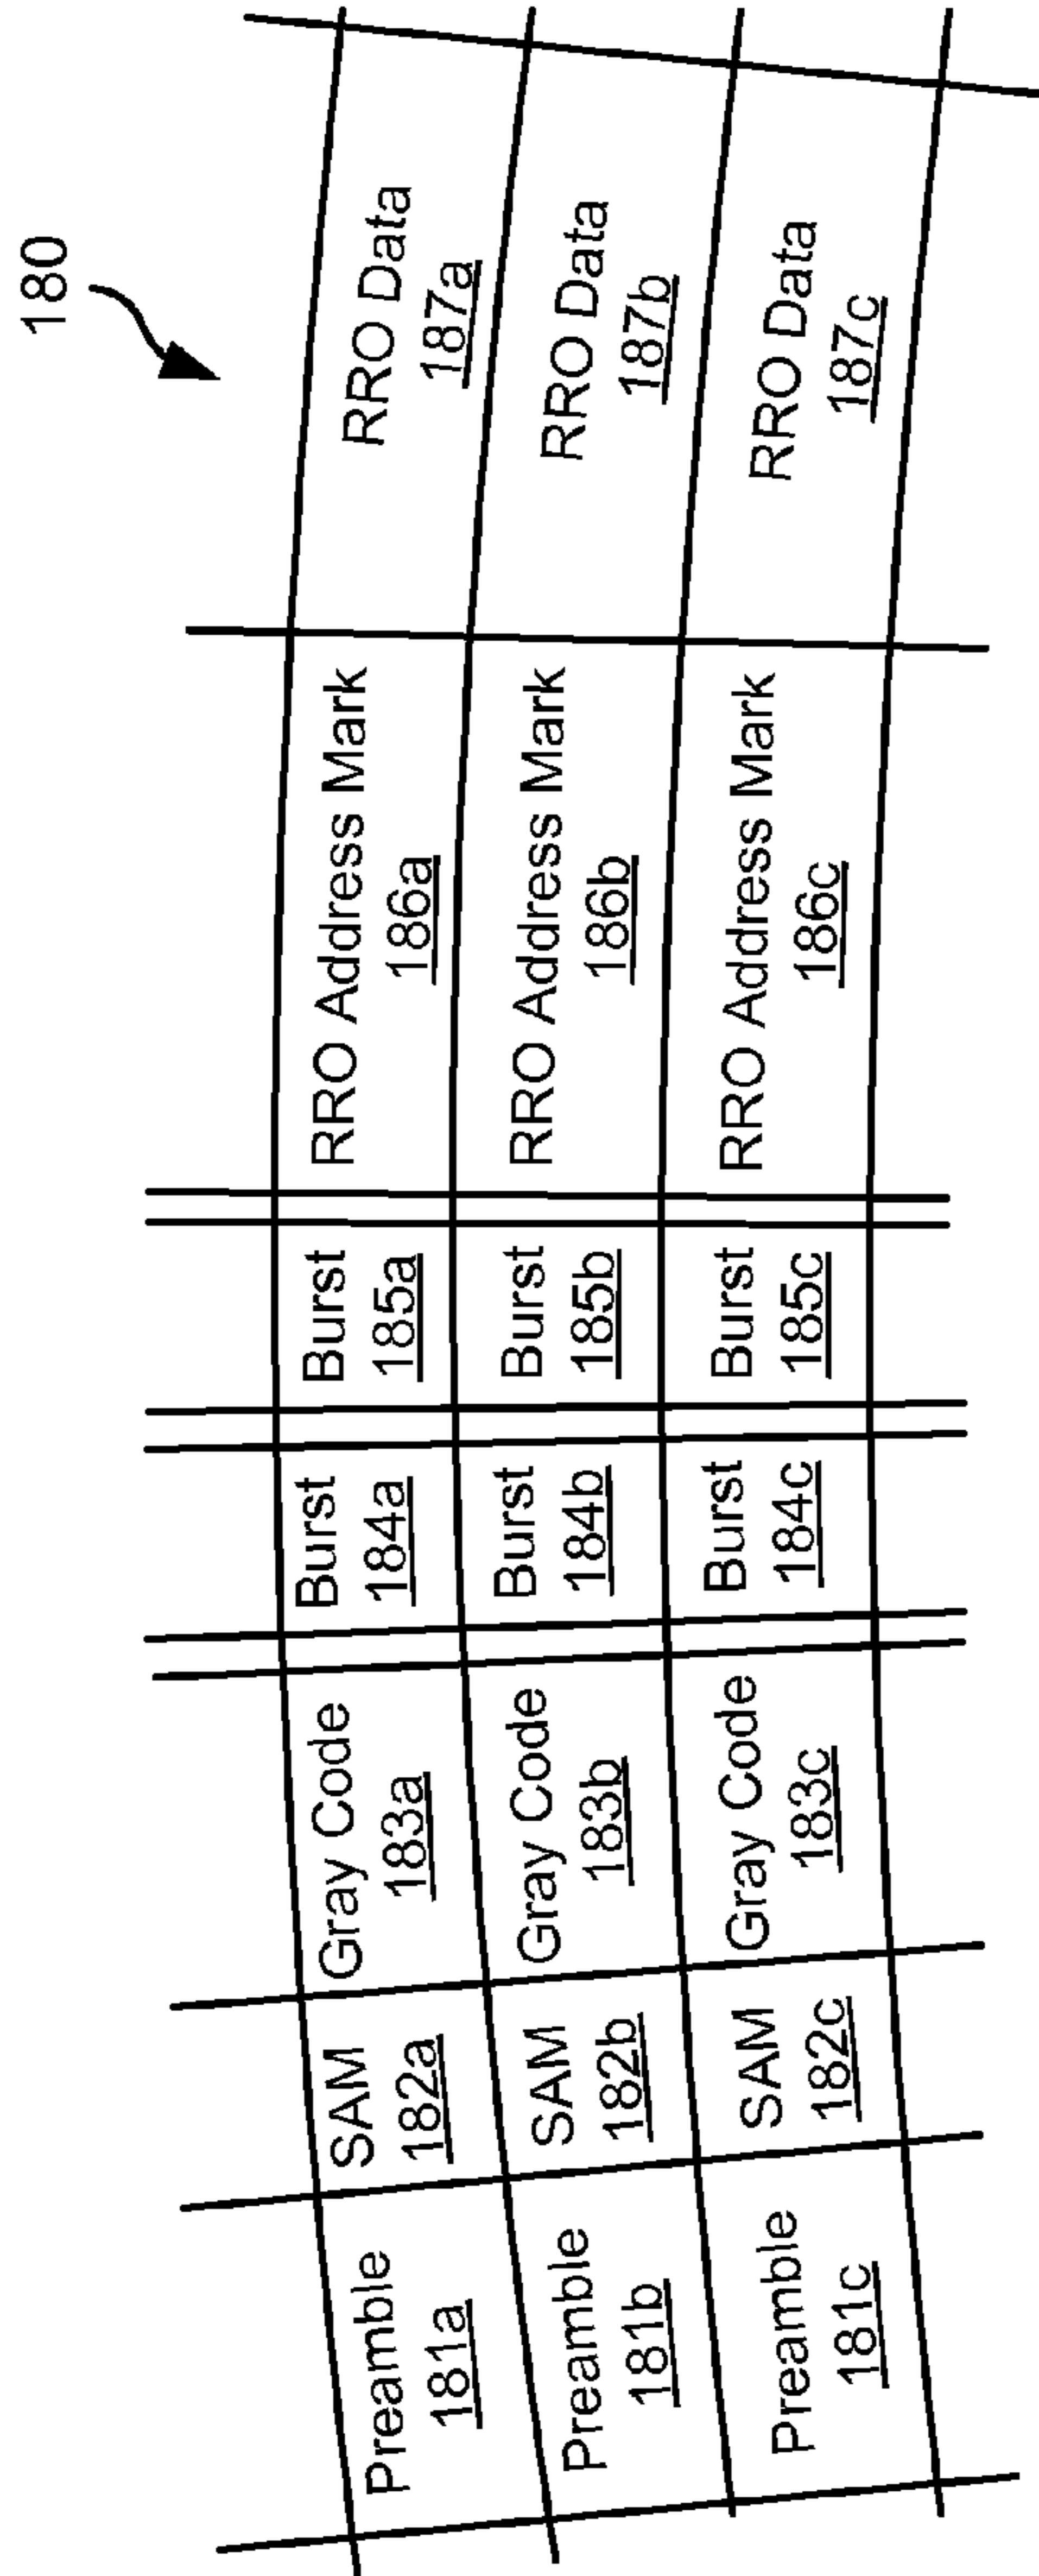 180
Preamble
181a
SAM
182a
Gray Code
183a
Burst
184a
Burst
185a
RRO Address Mark
186a
RRO Data
187a
Preamble
181b
SAM
182b
Gray Code
183b
Burst
184b
Burst
185b
RRO Address Mark
186b
RRO Data
187b
Preamble
181c
SAM
182c
Gray Code
183c
Burst
184c
Burst
185c
RRO Address Mark
186c
RRO Data
187c